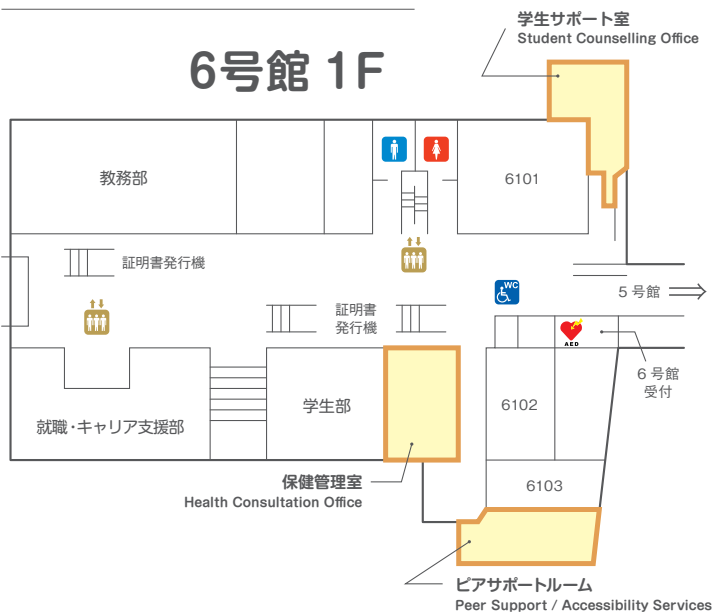 学生サポート室
Student Counselling Office
6号館 1F
教務部
6101
証明書発行機
WC
5号館
証明書
発行機
AED
6号館
受付
就職・キャリア支援部
学生部
6102
保健管理室
Health Consultation Office
6103
ピアサポートルーム
Peer Support / Accessibility Services